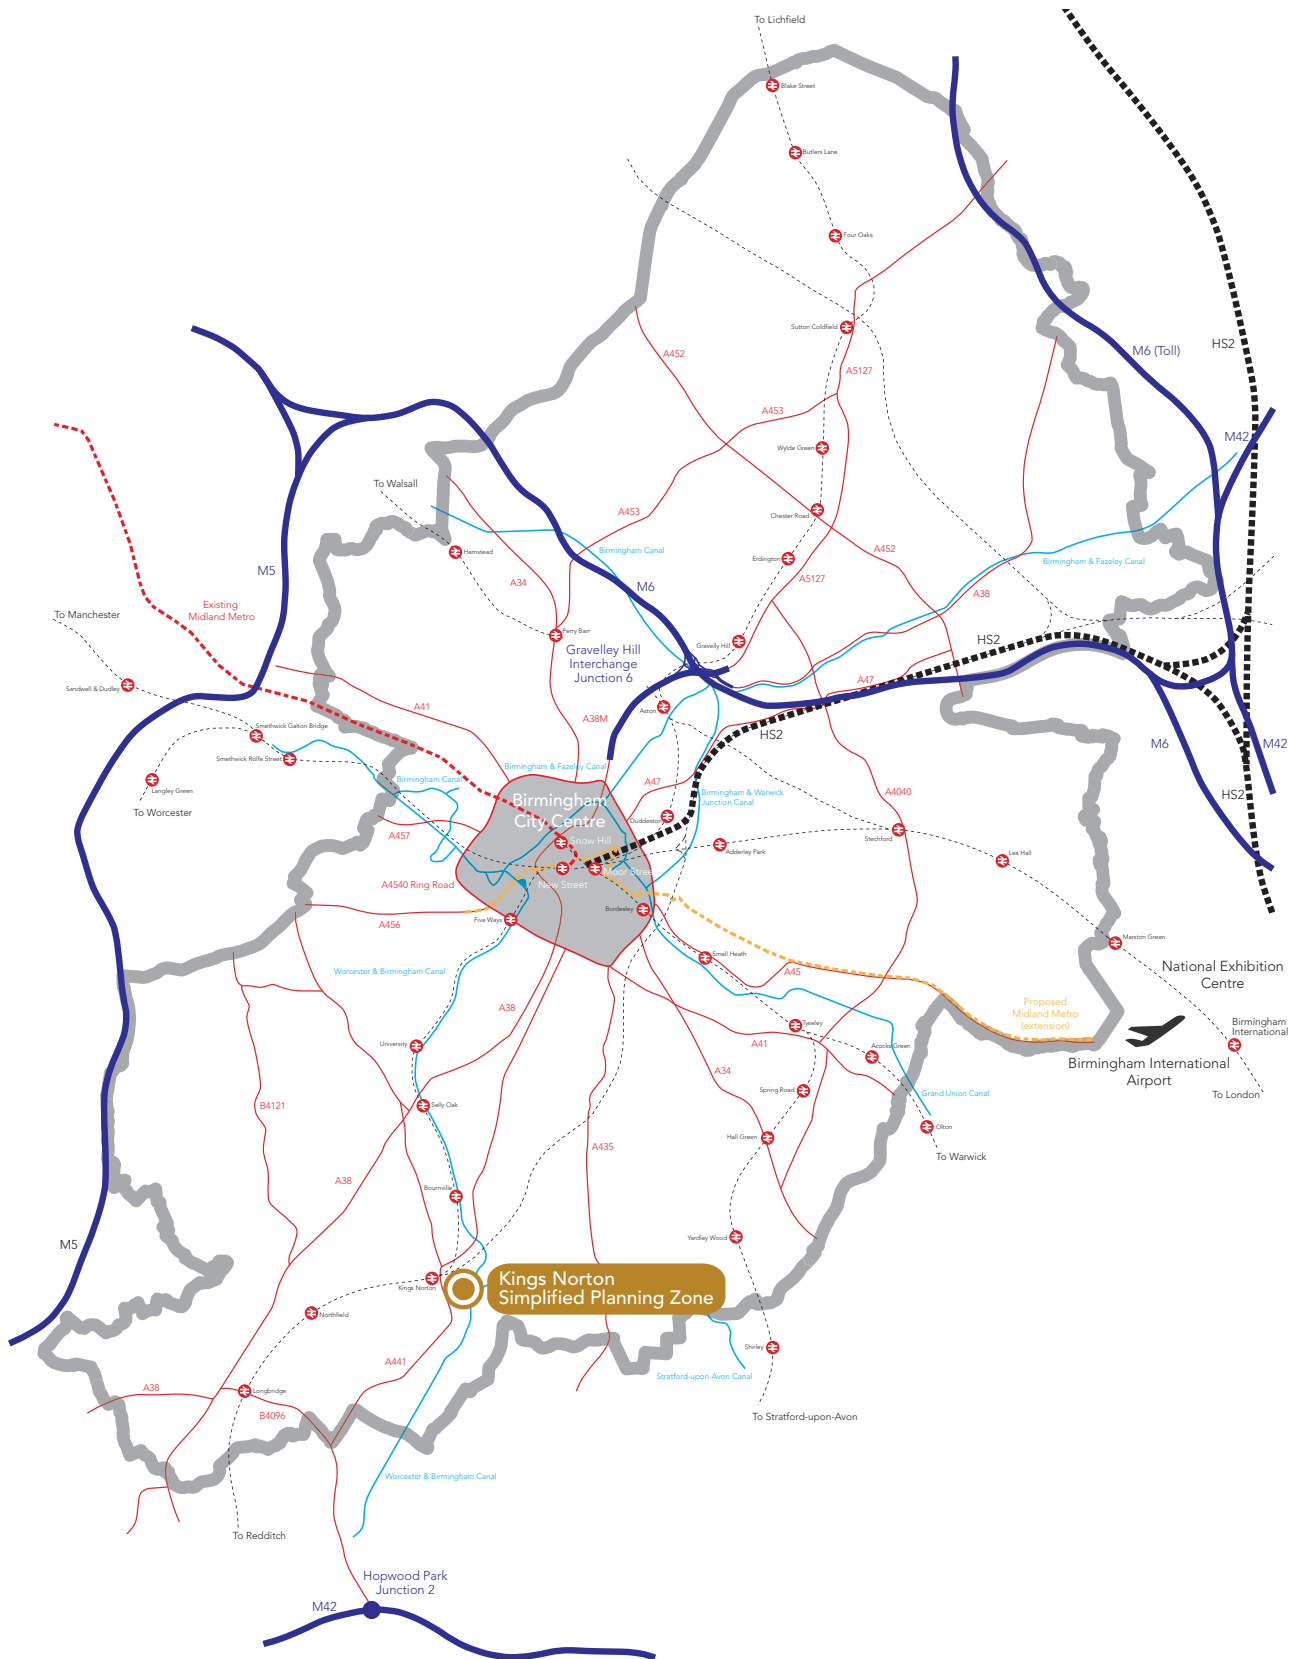 To Lichfield
Blake Street
Butlers Lane
Four Oaks
Sutton Coldfield
HS2
M6 (Toll)
A452
A5127
A453
M42
Wylde Green
To Walsall
A453
Chester Road
Hamstead
Birmingham Canal
A452
Erdington
Birmingham & Fazeley Canal
M5
A34
M6
A5127
A38
Existing
Midland Metro
To Manchester
Perry Barr
Gravelly Hill
HS2
Gravelley Hill
Interchange
Junction 6
Sandwell & Dudley
A47
A41
A38M
Aston
Smethwick Galton Bridge
HS2
M6
M42
Smethwick Rolfe Street
Birmingham & Fazeley Canal
Birmingham Canal
A47
Langley Green
Birmingham & Warwick
Junction Canal
A4040
HS2
Birmingham
City Centre
To Worcester
Duddeston
A457
Snow Hill
Stechford
Adderley Park
Lea Hall
Moor Street
New Street
A4540 Ring Road
Bordesley
Five Ways
A456
Marston Green
Small Heath
National Exhibition
Centre
Worcester & Birmingham Canal
A45
A38
Proposed
Midland Metro
(extension)
Birmingham
International
Tyseley
University
A41
Acocks Green
Birmingham International
Airport
A34
Spring Road
Grand Union Canal
To London
B4121
Selly Oak
Olton
Hall Green
A435
To Warwick
A38
Bournville
M5
Yardley Wood
Kings Norton
Kings Norton
Simplified Planning Zone
Northfield
Shirley
A441
Stratford-upon-Avon Canal
A38
Longbridge
B4096
To Stratford-upon-Avon
Worcester & Birmingham Canal
To Redditch
Hopwood Park
Junction 2
M42